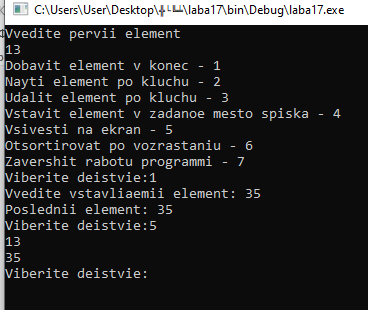 C:\Users\User\Desktop\╬└╚╩\laba17\bin\Debug\laba17.exe
Vvedite pervii element
13
Dobavit element v konec - 1
Nayti element po kluchu - 2
Udalit element po kluchu - 3
Vstavit element v zadanoe mesto spiska - 4
Vsivesti na ekran - 5
Otsortirovat po vozrastaniu - 6
Zavershit rabotu programmi - 7
Viberite deistvie:1
Vvedite vstavliaemii element: 35
Poslednii element: 35
Viberite deistvie:5
13
35
Viberite deistvie: